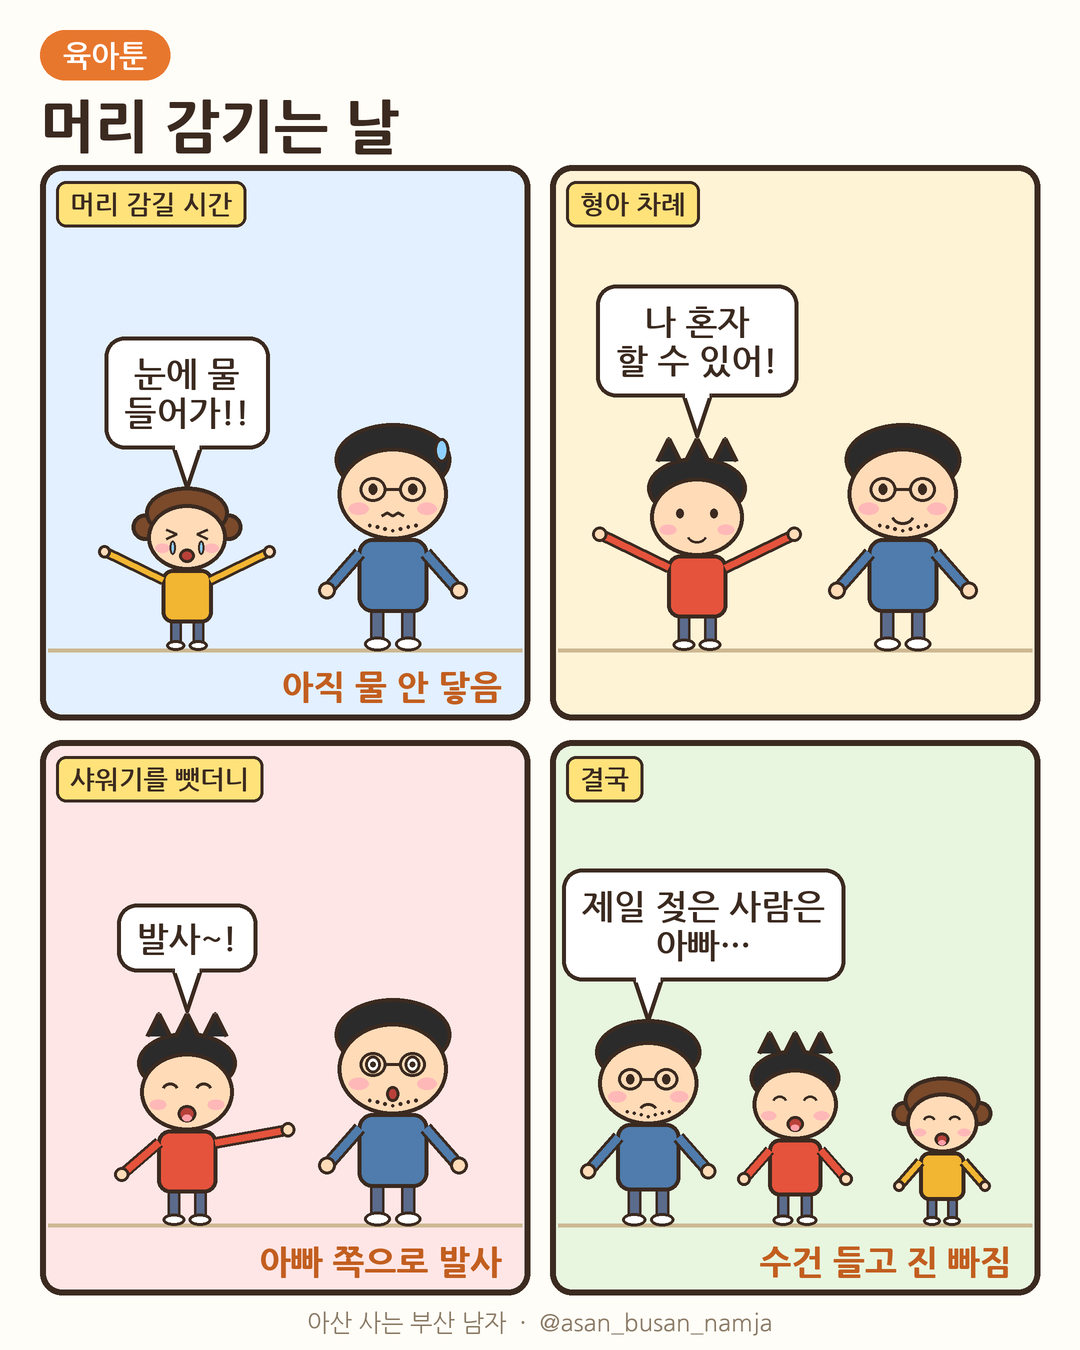 육아툰
머리 감기는 날
머리 감길 시간
눈에 물
들어가!!
아직 물 안 닿음
형아 차례
나 혼자
할 수 있어!
샤워기를 뺏더니
발사~!
아빠 쪽으로 발사
결국
제일 젖은 사람은
아빠…
수건 들고 진 빠짐
아산 사는 부산 남자 · @asan_busan_namja